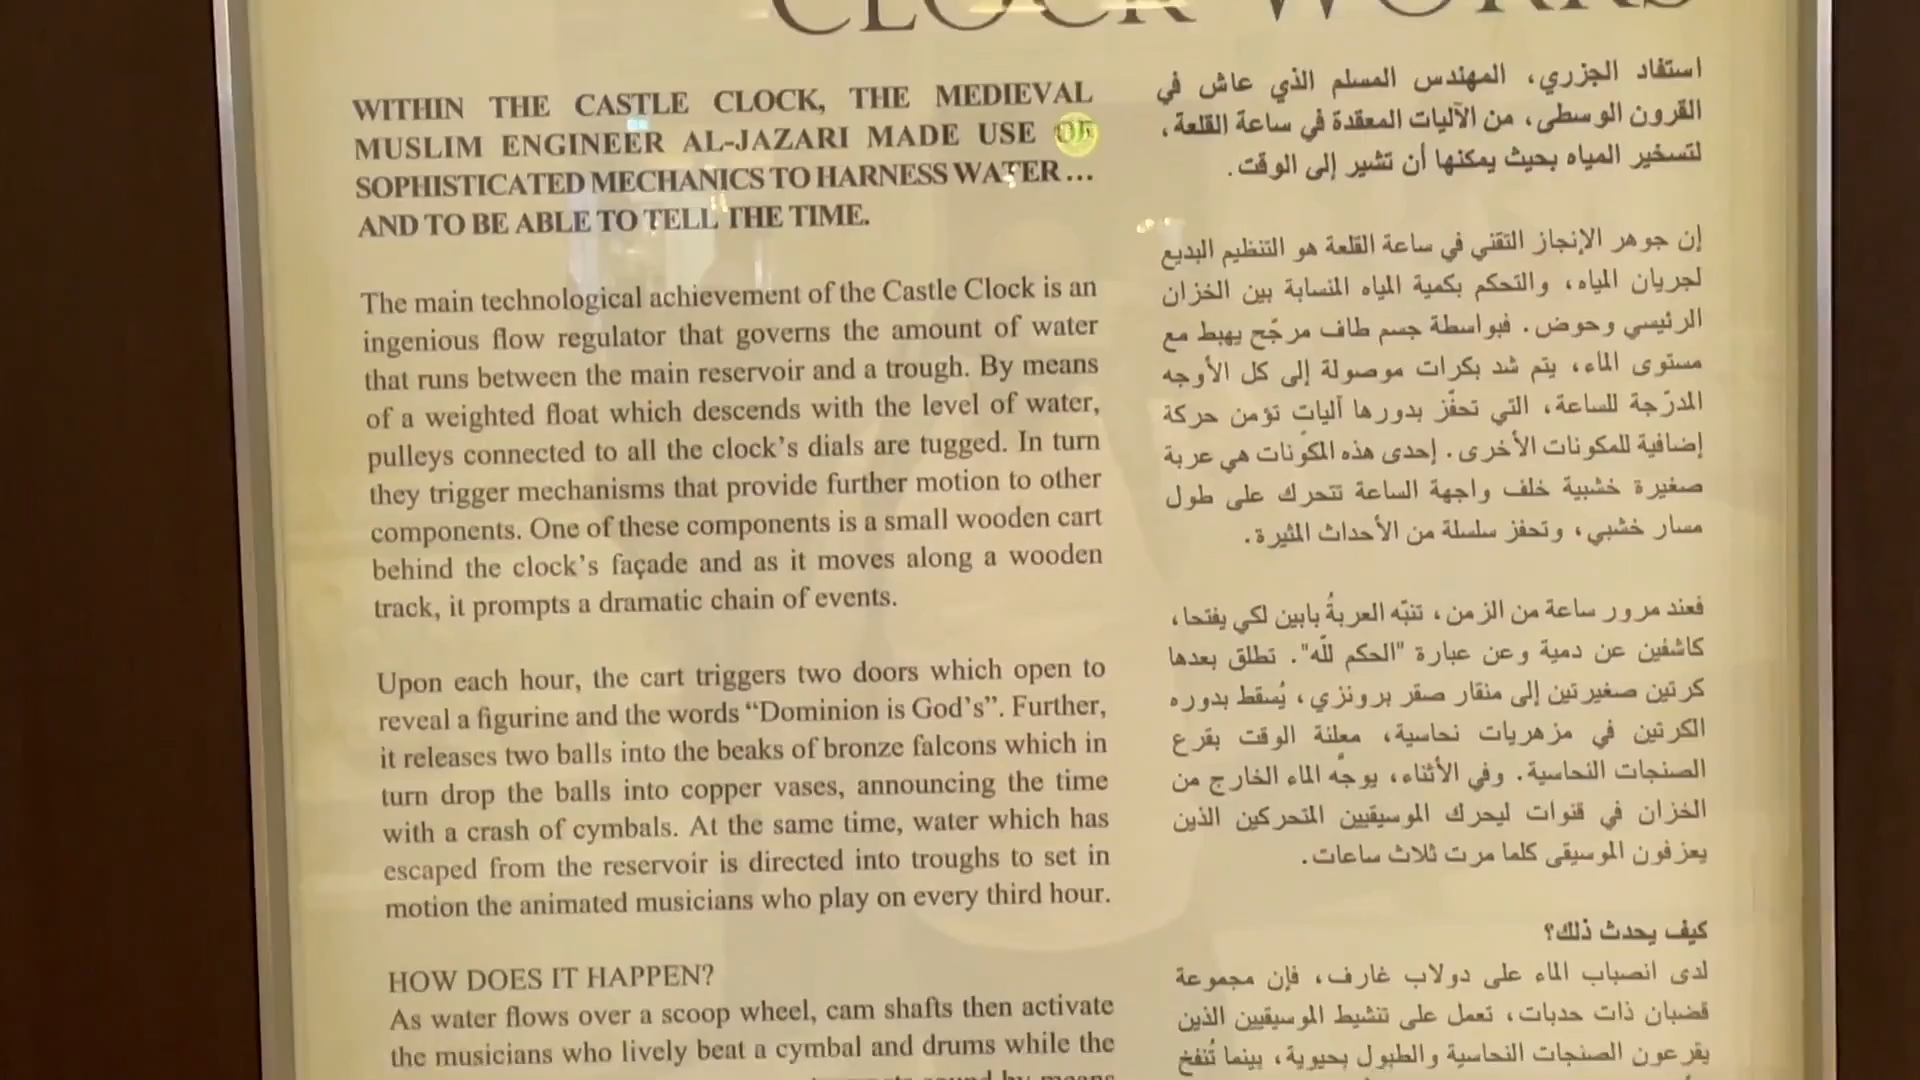 CLOCK WORKS
WITHIN THE CASTLE CLOCK, THE MEDIEVAL
MUSLIM ENGINEER AL-JAZARI MADE USE OF
SOPHISTICATED MECHANICS TO HARNESS WATER...
AND TO BE ABLE TO TELL THE TIME.
The main technological achievement of the Castle Clock is an
ingenious flow regulator that governs the amount of water
that runs between the main reservoir and a trough. By means
of a weighted float which descends with the level of water,
pulleys connected to all the clock's dials are tugged. In turn
they trigger mechanisms that provide further motion to other
components. One of these components is a small wooden cart
behind the clock's façade and as it moves along a wooden
track, it prompts a dramatic chain of events.
Upon each hour, the cart triggers two doors which open to
reveal a figurine and the words “Dominion is God's”. Further,
it releases two balls into the beaks of bronze falcons which in
turn drop the balls into copper vases, announcing the time
with a crash of cymbals. At the same time, water which has
escaped from the reservoir is directed into troughs to set in
motion the animated musicians who play on every third hour.
HOW DOES IT HAPPEN?
As water flows over a scoop wheel, cam shafts then activate
the musicians who lively beat a cymbal and drums while the
sound by means
استفاد الجزري، المهندس المسلم الذي عاش في
القرون الوسطى، من الآليات المعقدة في ساعة القلعة،
لتسخير المياه بحيث يمكنها أن تشير إلى الوقت.
إن جوهر الإنجاز التقني في ساعة القلعة هو التنظيم البديع
لجريان المياه، والتحكم بكمية المياه المنسابة بين الخزان
الرئيسي وحوض. فبواسطة جسم طاف مرجّح يهبط مع
مستوى الماء، يتم شد بكرات موصولة إلى كل الأوجه
المدرّجة للساعة، التي تحفّز بدورها آليات تؤمن حركة
إضافية للمكونات الأخرى. إحدى هذه المكونات هي عربة
صغيرة خشبية خلف واجهة الساعة تتحرك على طول
مسار خشبي، وتحفز سلسلة من الأحداث المثيرة.
فعند مرور ساعة من الزمن، تنبّه العربةُ بابين لكي يفتحا،
كاشفين عن دمية وعن عبارة "الحكم للّه". تطلق بعدها
كرتين صغيرتين إلى منقار صقر برونزي، يُسقط بدوره
الكرتين في مزهريات نحاسية، معلنة الوقت بقرع
الصنجات النحاسية. وفي الأثناء، يوجّه الماء الخارج من
الخزان في قنوات ليحرك الموسيقيين المتحركين الذين
يعزفون الموسيقى كلما مرت ثلاث ساعات.
كيف يحدث ذلك؟
لدى انصباب الماء على دولاب غارف، فإن مجموعة
قضبان ذات حدبات، تعمل على تنشيط الموسيقيين الذين
يقرعون الصنجات النحاسية والطبول بحيوية، بينما تُنفخ